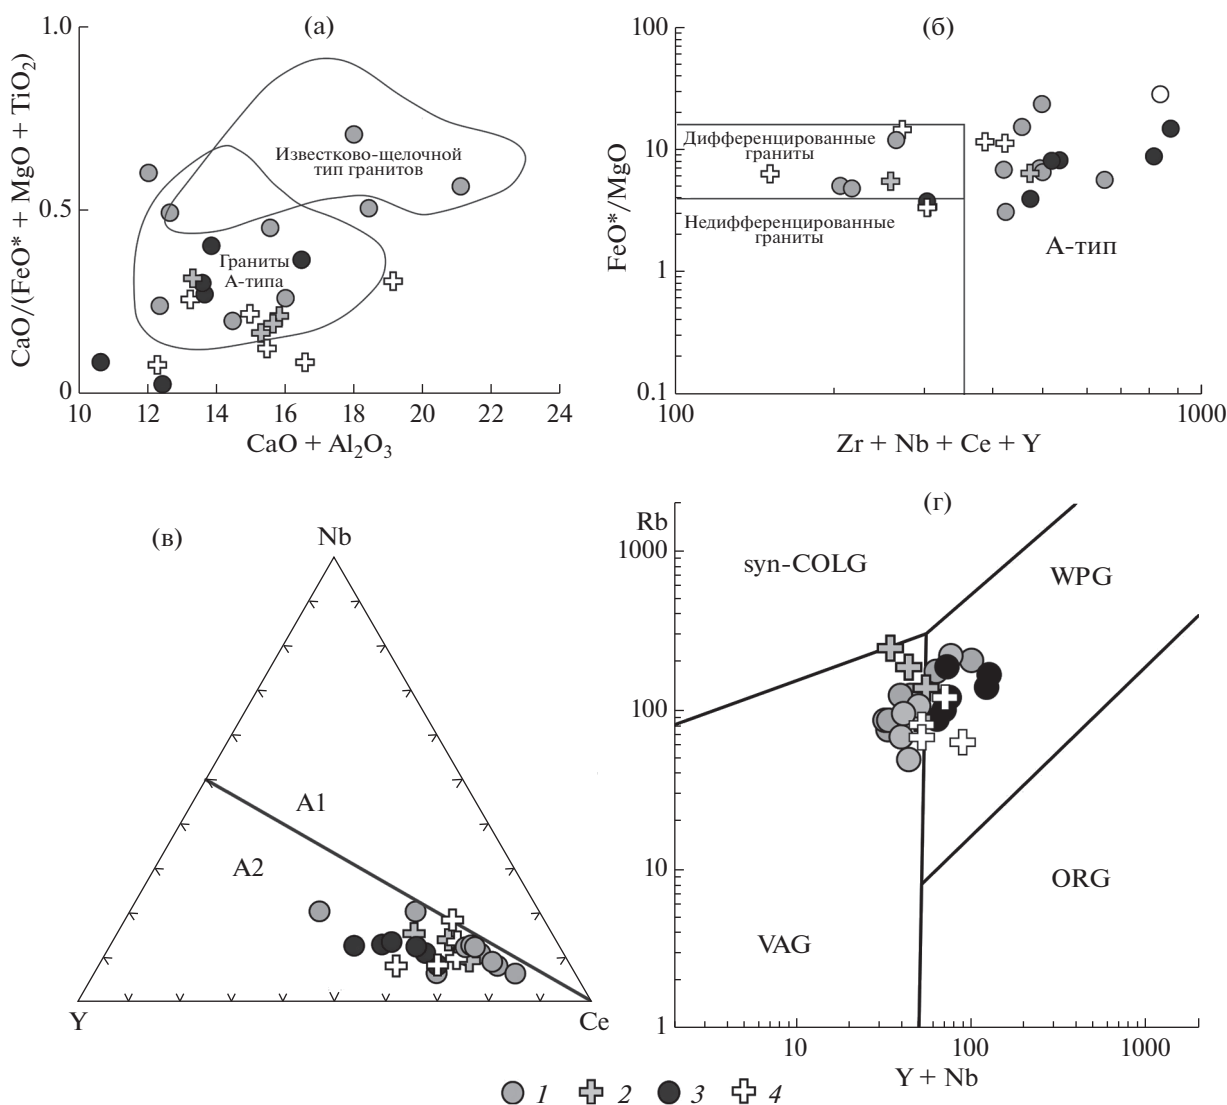 (а)
1.0
0.5
0
CaO/(FeO* + MgO + TiO₂)
Известково-щелочной
тип гранитов
Граниты
А-типа
10 12 14 16 18 20 22 24
CaO + Al₂O₃
(б)
100
10
1
0.1
FeO*/MgO
Дифференцированные
граниты
Недифференцированные
граниты
А-тип
100 1000
Zr + Nb + Ce + Y
(в)
Nb
A1
A2
Y Ce
(г)
Rb
1000
100
10
1
syn-COLG
WPG
ORG
VAG
10 100 1000
Y + Nb
1 2 3 4